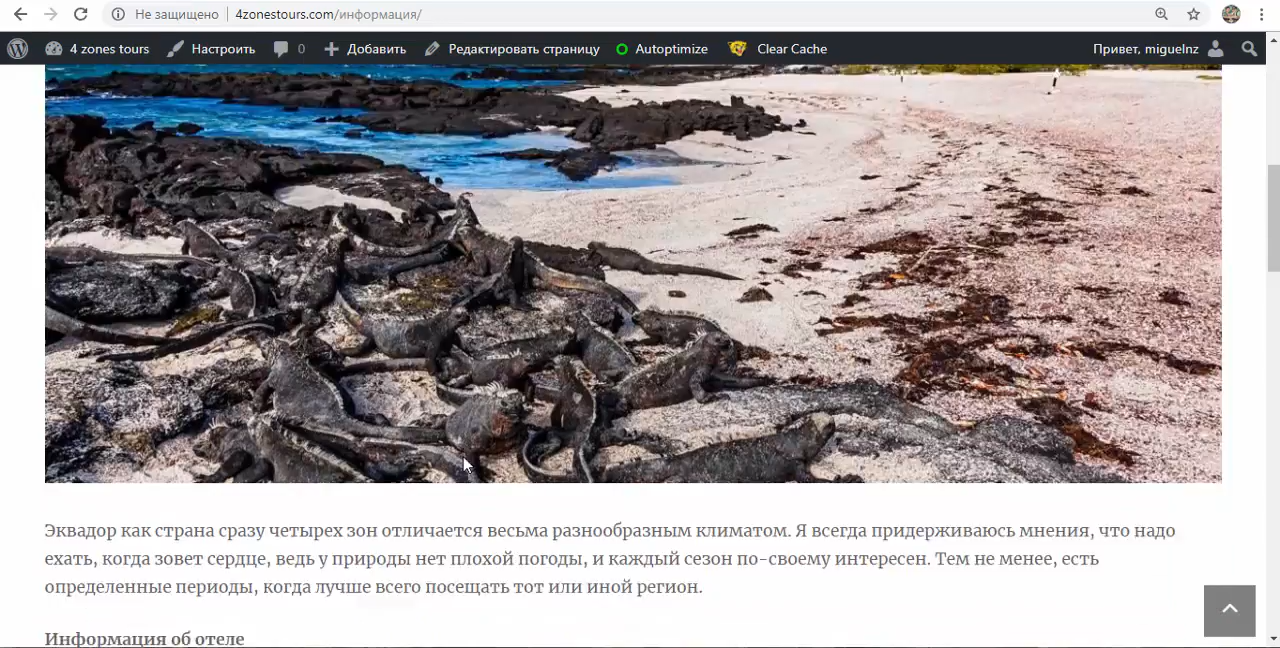 Не защищено
4zonestours.com/информация/
4 zones tours
Настроить
0
Добавить
Редактировать страницу
Autoptimize
Clear Cache
Привет, miguelnz
Эквадор как страна сразу четырех зон отличается весьма разнообразным климатом. Я всегда придерживаюсь мнения, что надо
ехать, когда зовет сердце, ведь у природы нет плохой погоды, и каждый сезон по-своему интересен. Тем не менее, есть
определенные периоды, когда лучше всего посещать тот или иной регион.
Информация об отеле